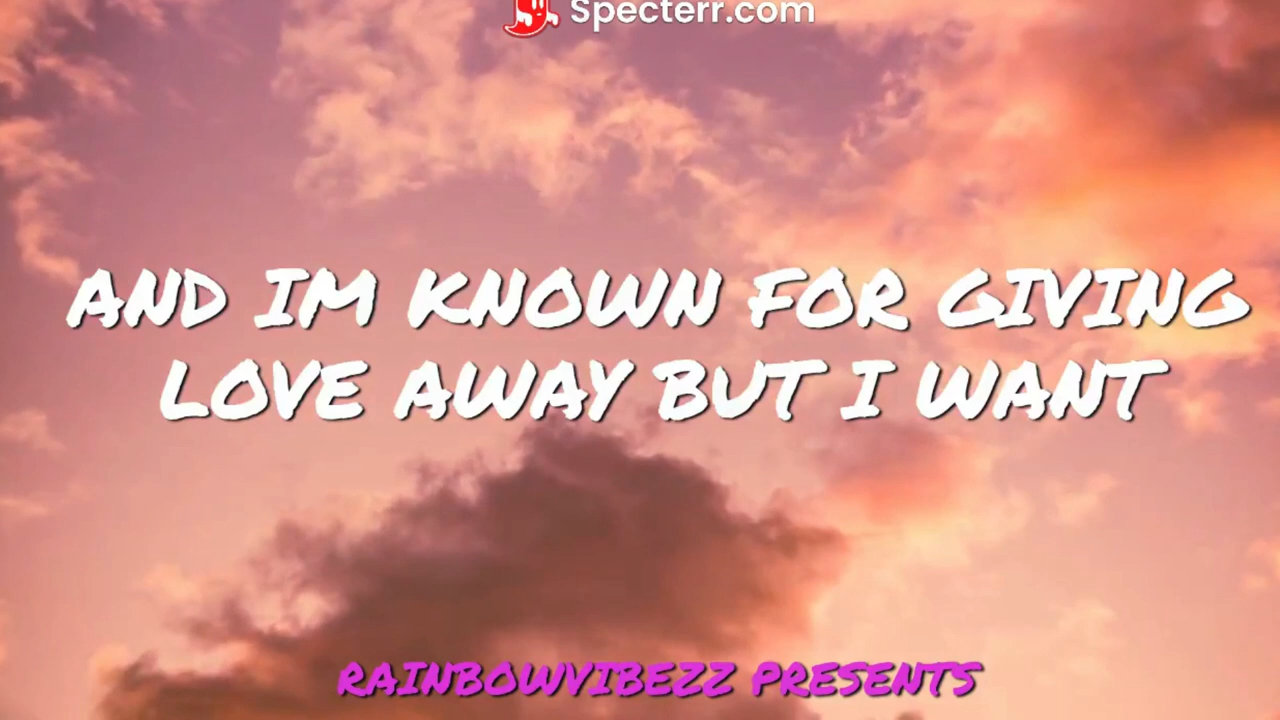 Specterr.com
AND IM KNOWN FOR GIVING
LOVE AWAY BUT I WANT
RAINBOWVIBEZZ PRESENTS